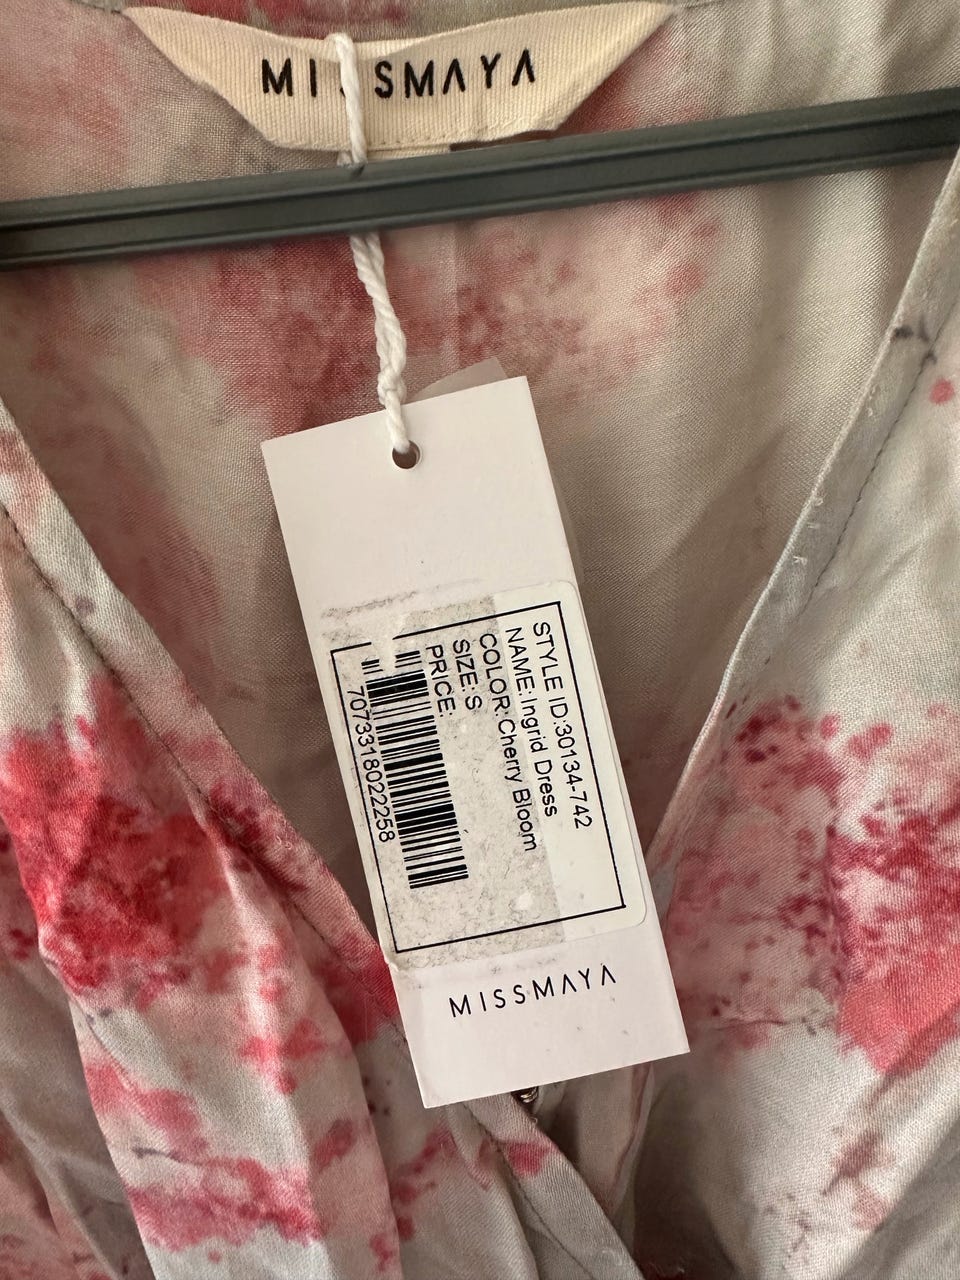 MISSMAYA
STYLE ID:30134-742
NAME:Ingrid Dress
COLOR:Cherry Bloom
SIZE: S
PRICE:
7073318022258
MISSMAYA